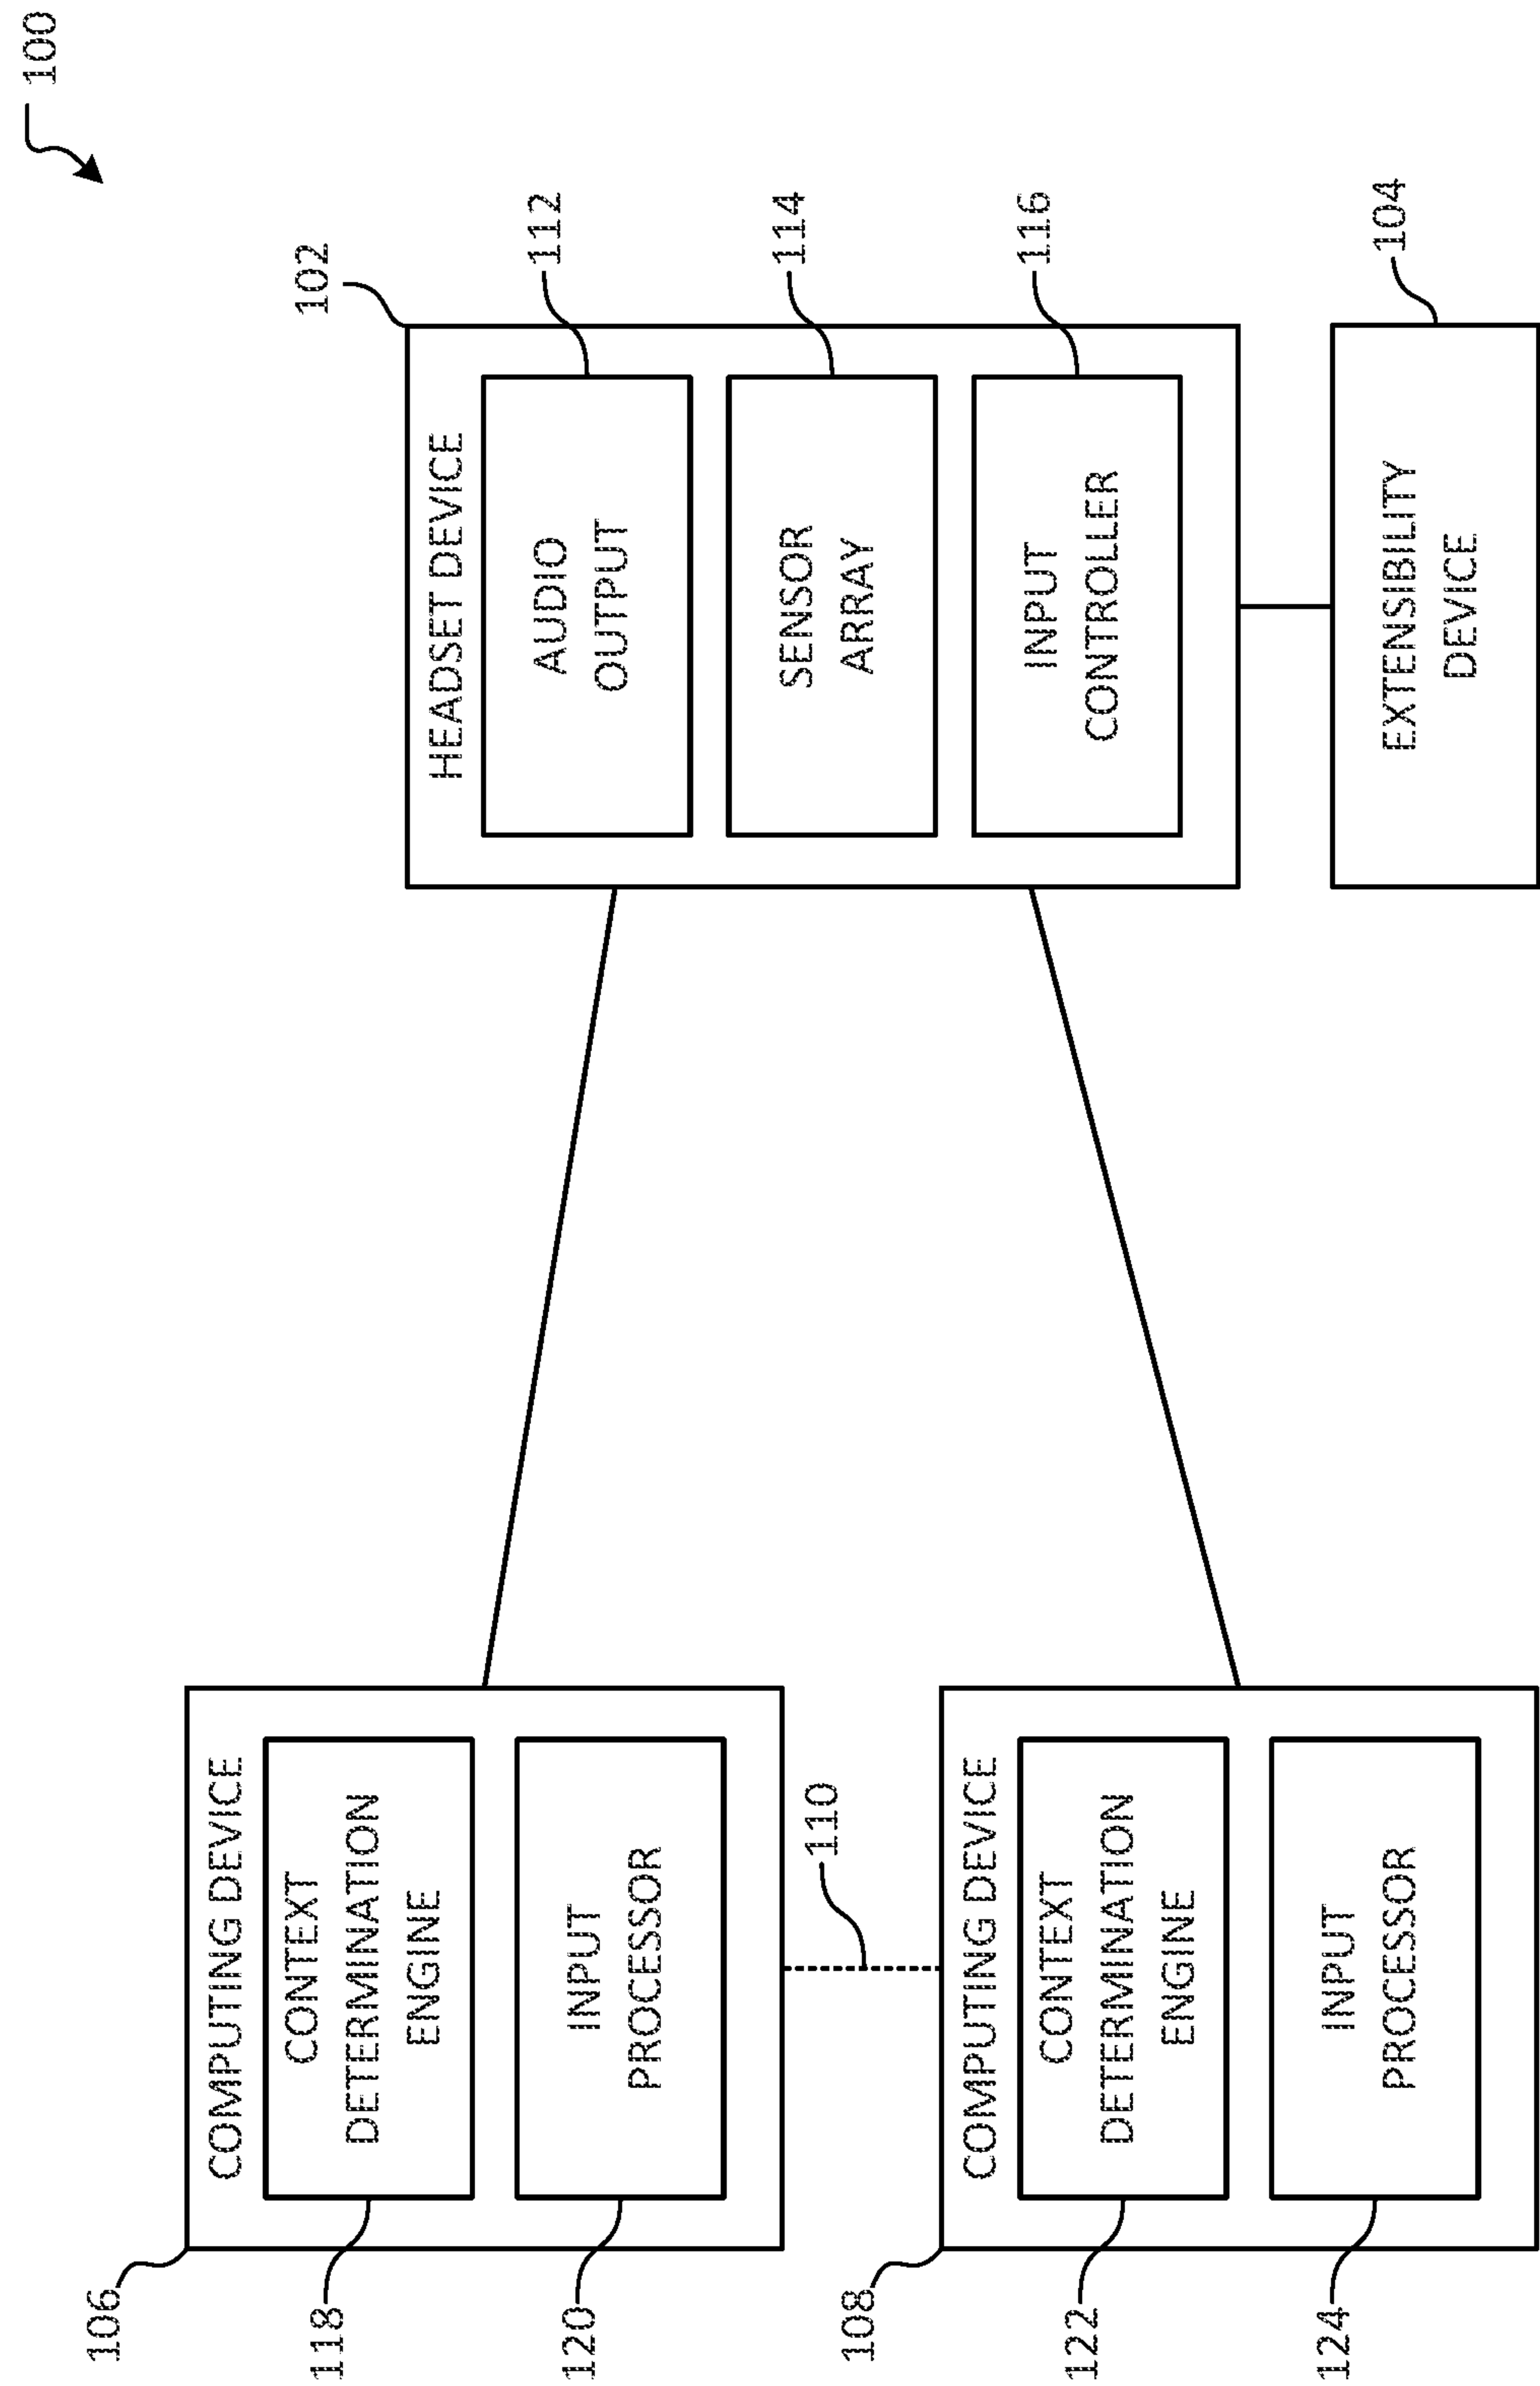 100
106
COMPUTING DEVICE
118
CONTEXT
DETERMINATION
ENGINE
120
INPUT
PROCESSOR
110
108
COMPUTING DEVICE
122
CONTEXT
DETERMINATION
ENGINE
124
INPUT
PROCESSOR
102
HEADSET DEVICE
112
AUDIO
OUTPUT
114
SENSOR
ARRAY
116
INPUT
CONTROLLER
104
EXTENSIBILITY
DEVICE